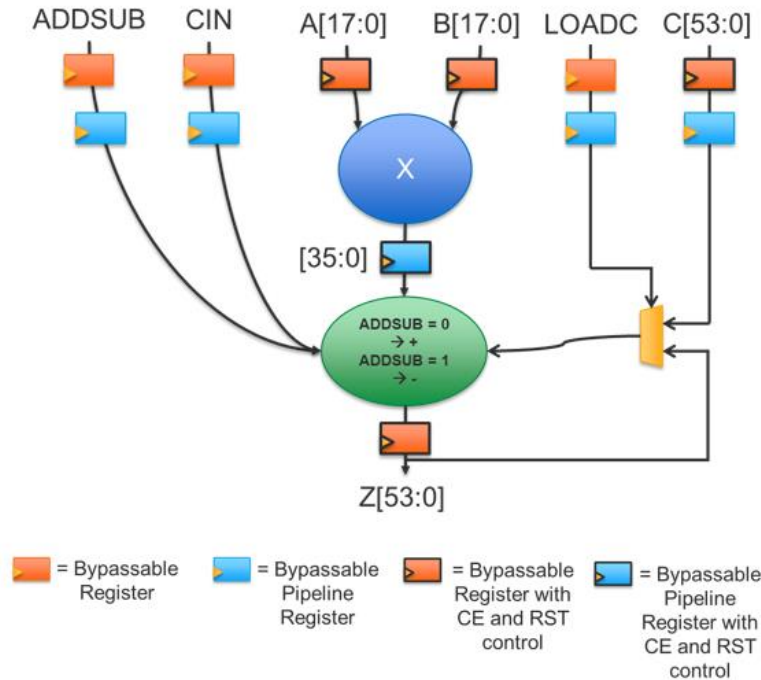 ADDSUB CIN A[17:0] B[17:0] LOADC C[53:0]
X
[35:0]
ADDSUB = 0
→ +
ADDSUB = 1
→ -
Z[53:0]
= Bypassable
Register
= Bypassable
Pipeline
Register
= Bypassable
Register with
CE and RST
control
= Bypassable
Pipeline
Register with
CE and RST
control